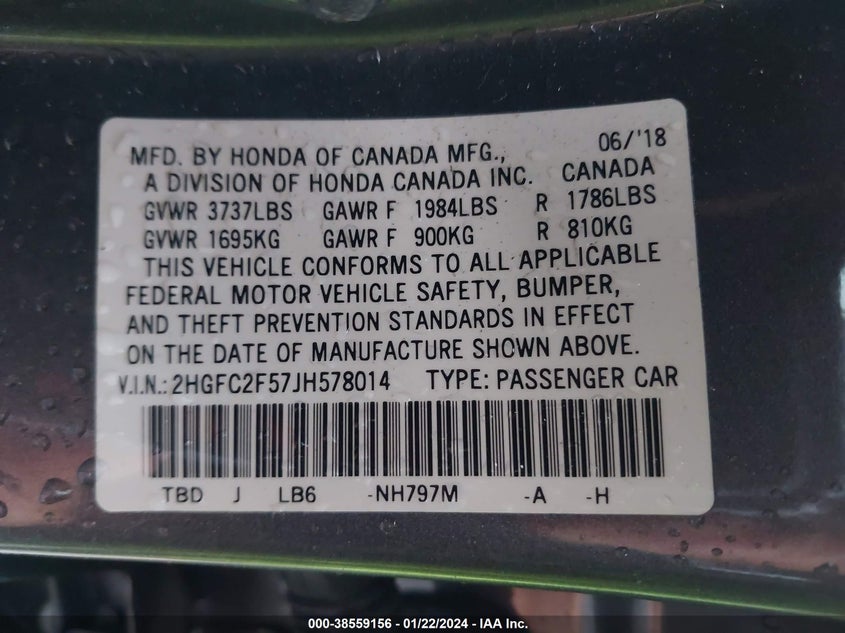 MFD. BY HONDA OF CANADA MFG., 06/'18
A DIVISION OF HONDA CANADA INC. CANADA
GVWR 3737LBS GAWR F 1984LBS R 1786LBS
GVWR 1695KG GAWR F 900KG R 810KG
THIS VEHICLE CONFORMS TO ALL APPLICABLE
FEDERAL MOTOR VEHICLE SAFETY, BUMPER,
AND THEFT PREVENTION STANDARDS IN EFFECT
ON THE DATE OF MANUFACTURE SHOWN ABOVE.
V.I.N.: 2HGFC2F57JH578014 TYPE: PASSENGER CAR
TBD J LB6 -NH797M -A -H
000-38559156 - 01/22/2024 - IAA Inc.